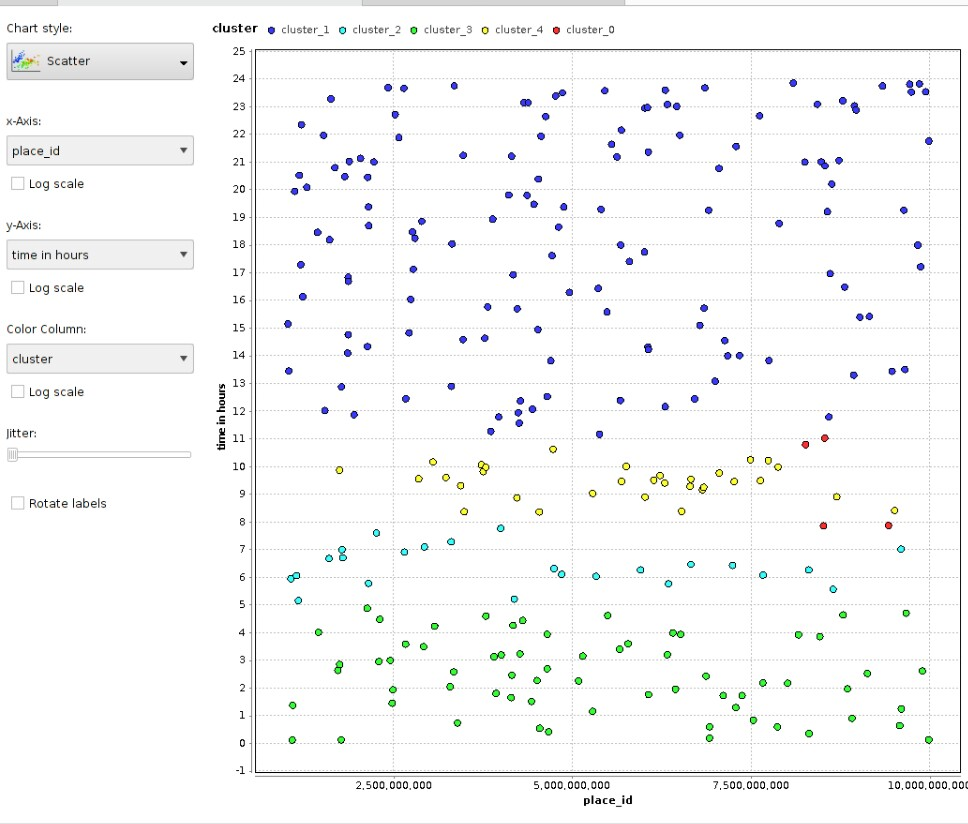 Chart style:
Scatter
x-Axis:
place_id
Log scale
y-Axis:
time in hours
Log scale
Color Column:
cluster
Log scale
Jitter:
Rotate labels
cluster cluster_1 cluster_2 cluster_3 cluster_4 cluster_0
25
24
23
22
21
20
19
18
17
16
15
14
13
12
11
10
9
8
7
6
5
4
3
2
1
0
-1
time in hours
2,500,000,000 5,000,000,000 7,500,000,000 10,000,000,00
place_id